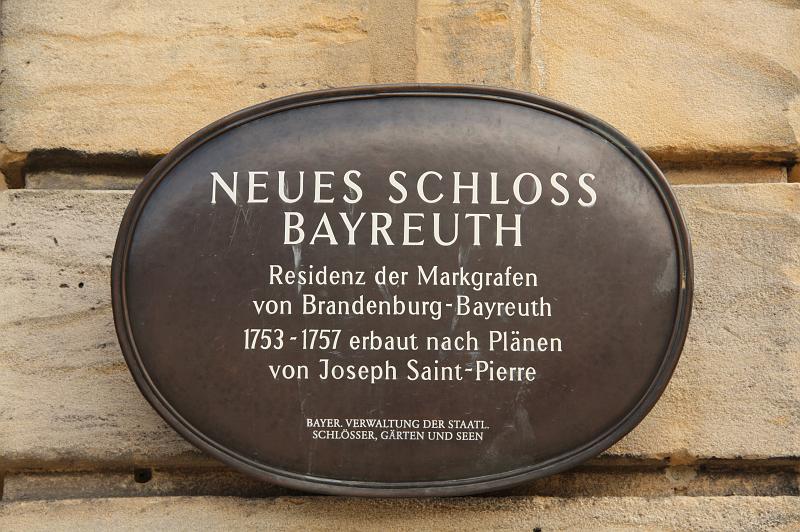 NEUES SCHLOSS
BAYREUTH
Residenz der Markgrafen
von Brandenburg-Bayreuth
1753-1757 erbaut nach Plänen
von Joseph Saint-Pierre
BAYER. VERWALTUNG DER STAATL.
SCHLÖSSER, GÄRTEN UND SEEN